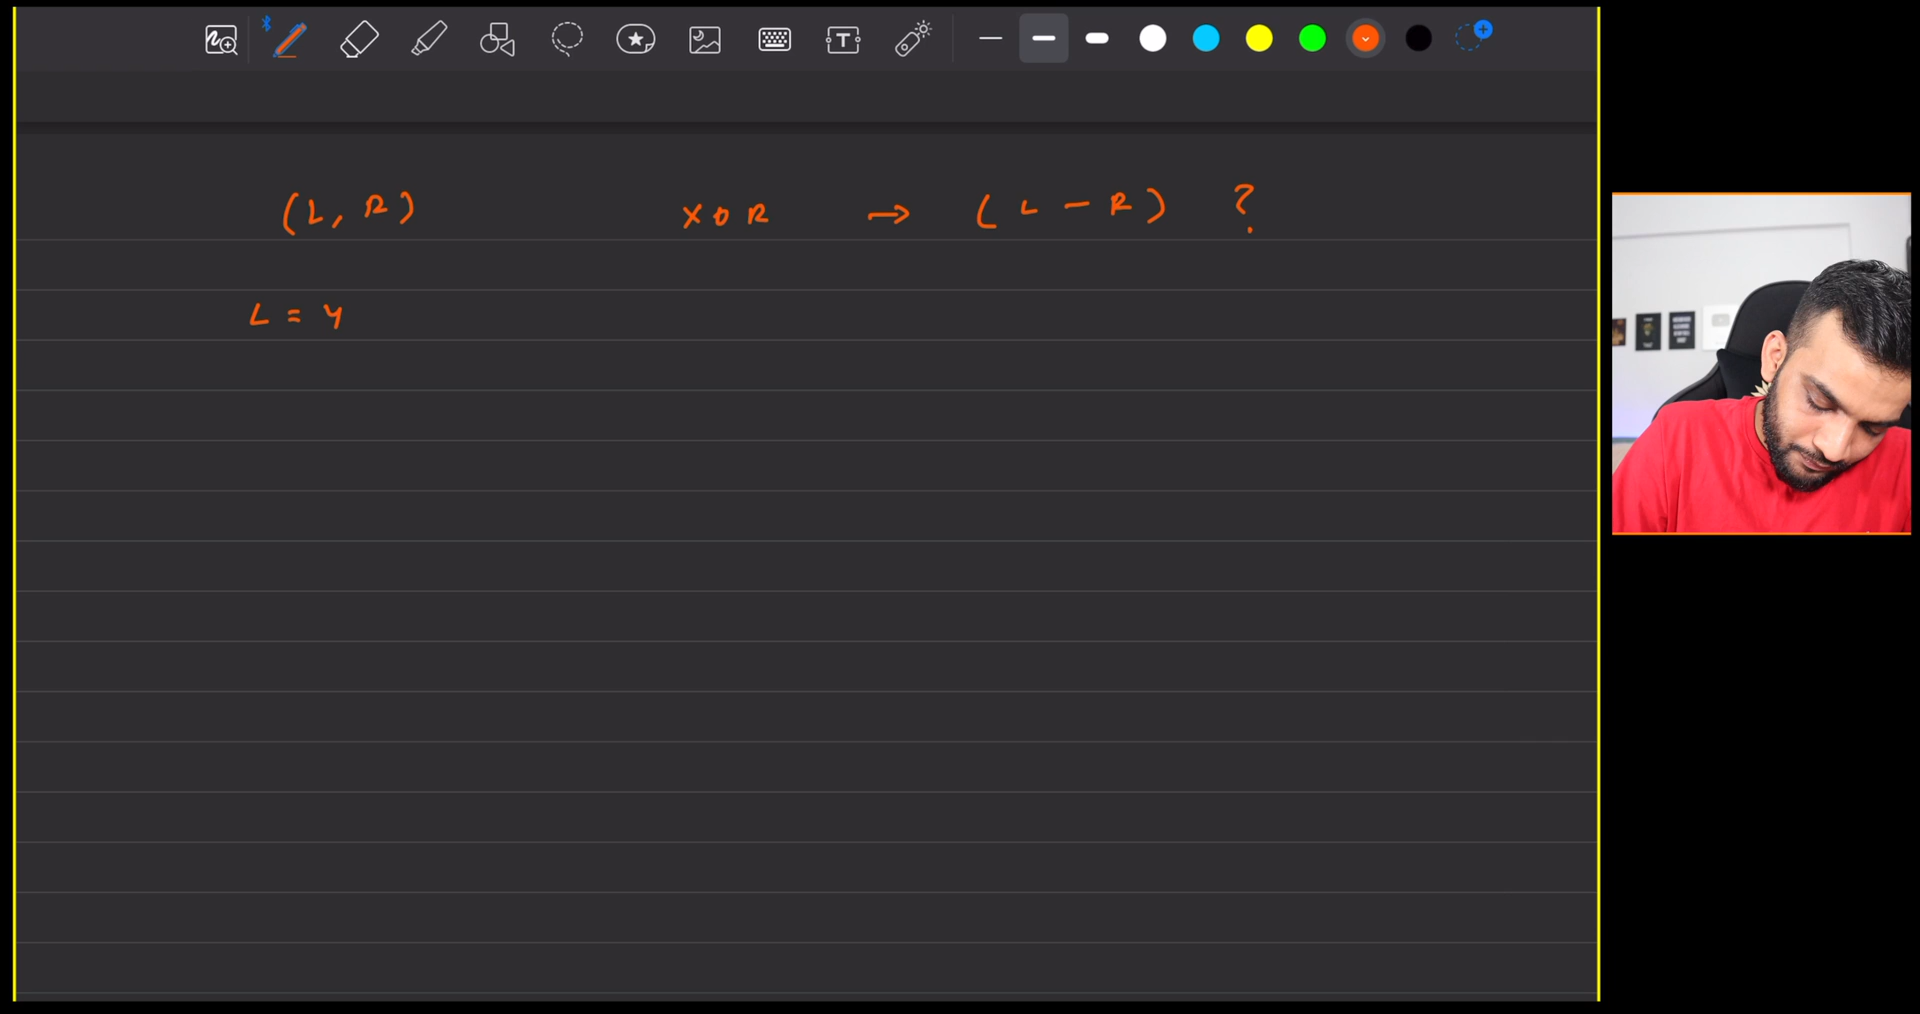 (L, R) XOR → (L - R) ?
L = 4